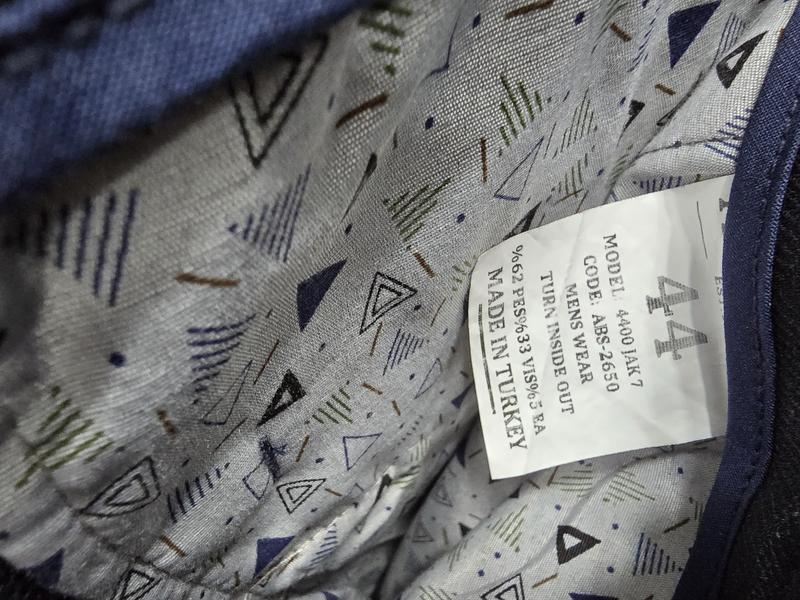 44
MODEL: 4400 JAK 7
CODE: ABS-2650
MENS WEAR
TURN INSIDE OUT
%62 PES%33 VIS%5 EA
MADE IN TURKEY